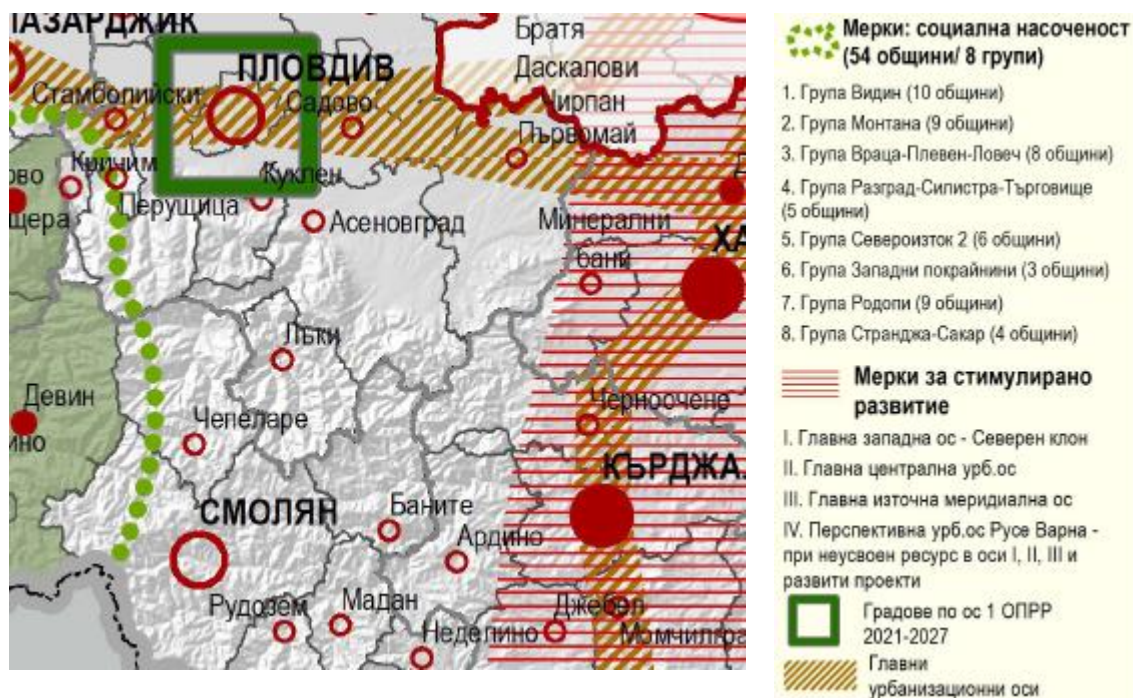 ПАЗАРДЖИК
Братя
Даскалови
ПЛОВДИВ
Стамболийски
Садово
Чирпан
Първомай
Кричим
Куклен
Перущица
Асеновград
ово
щера
Минерални
бани
ХА
Лъки
Девин
Чепеларе
Черноочене
ино
КЪРДЖА
СМОЛЯН
Баните
Ардино
Рудозем
Мадан
Джебел
Неделино
Момчилгра
Мерки: социална насоченост
(54 общини/ 8 групи)
1. Група Видин (10 общини)
2. Група Монтана (9 общини)
3. Група Враца-Плевен-Ловеч (8 общини)
4. Група Разград-Силистра-Търговище
(5 общини)
5. Група Североизток 2 (6 общини)
6. Група Западни покрайнини (3 общини)
7. Група Родопи (9 общини)
8. Група Странджа-Сакар (4 общини)
Мерки за стимулирано
развитие
I. Главна западна ос - Северен клон
II. Главна централна урб.ос
III. Главна източна меридиална ос
IV. Перспективна урб.ос Русе Варна -
при неусвоен ресурс в оси I, II, III и
развити проекти
Градове по ос 1 ОПРР
2021-2027
Главни
урбанизационни оси